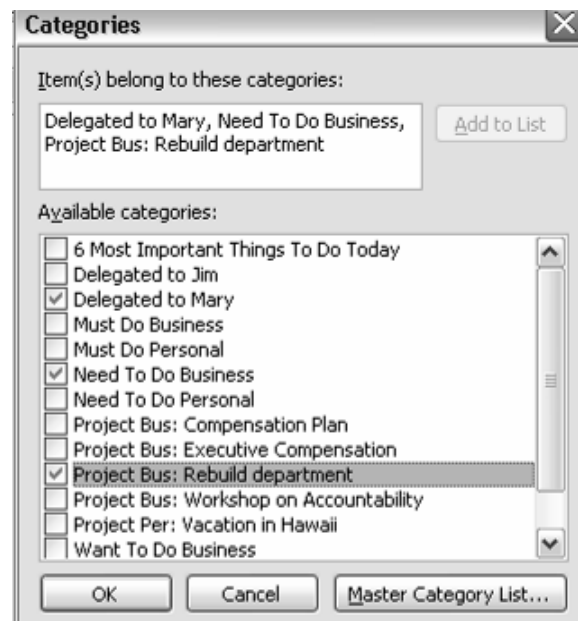 Categories
Item(s) belong to these categories:
Delegated to Mary, Need To Do Business,
Project Bus: Rebuild department
Add to List
Available categories:
6 Most Important Things To Do Today
Delegated to Jim
Delegated to Mary
Must Do Business
Must Do Personal
Need To Do Business
Need To Do Personal
Project Bus: Compensation Plan
Project Bus: Executive Compensation
Project Bus: Rebuild department
Project Bus: Workshop on Accountability
Project Per: Vacation in Hawaii
Want To Do Business
OK
Cancel
Master Category List...